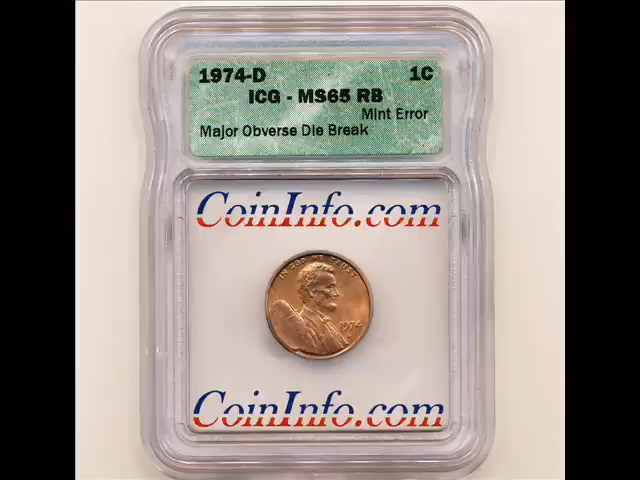 1974-D 1C
ICG - MS65 RB
Mint Error
Major Obverse Die Break
CoinInfo.com
IN GOD WE TRUST
1974
D
CoinInfo.com